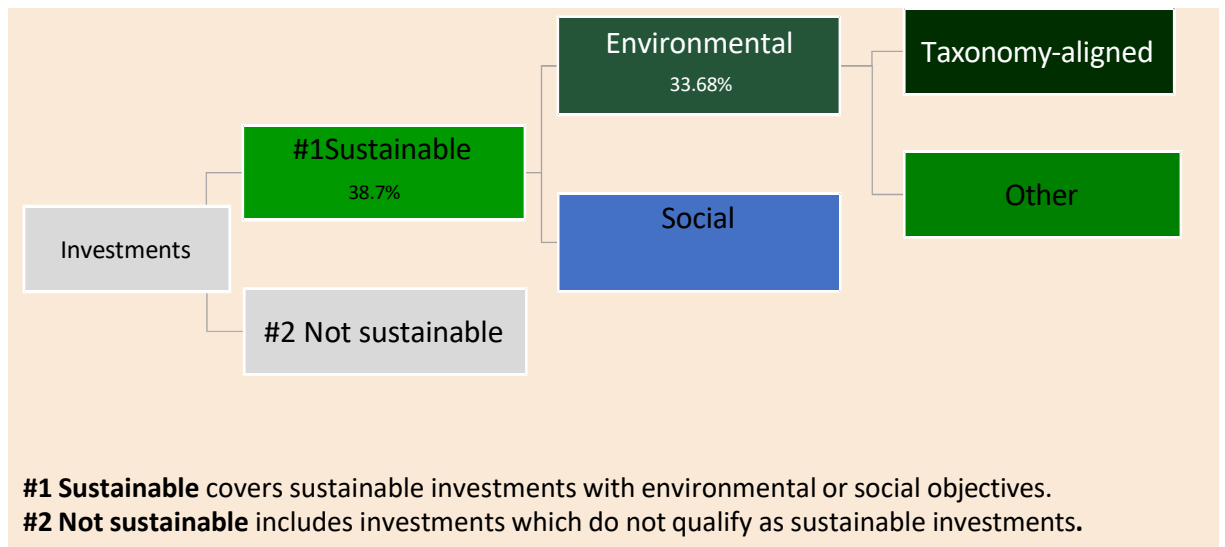 Environmental
33.68%
Taxonomy-aligned
#1Sustainable
38.7%
Other
Social
Investments
#2 Not sustainable
#1 Sustainable covers sustainable investments with environmental or social objectives.
#2 Not sustainable includes investments which do not qualify as sustainable investments.